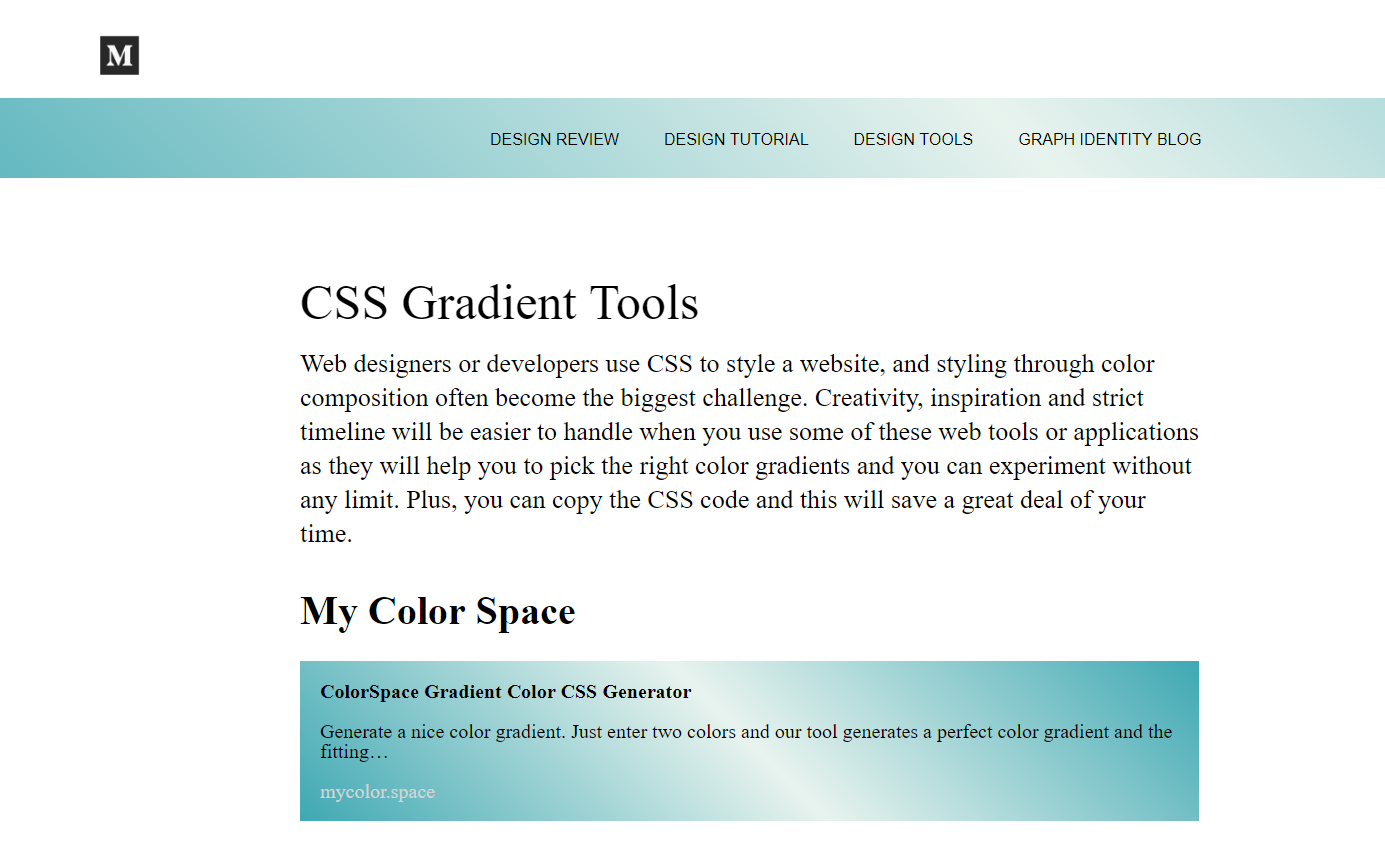 M
DESIGN REVIEW DESIGN TUTORIAL DESIGN TOOLS GRAPH IDENTITY BLOG
CSS Gradient Tools
Web designers or developers use CSS to style a website, and styling through color
composition often become the biggest challenge. Creativity, inspiration and strict
timeline will be easier to handle when you use some of these web tools or applications
as they will help you to pick the right color gradients and you can experiment without
any limit. Plus, you can copy the CSS code and this will save a great deal of your
time.
My Color Space
ColorSpace Gradient Color CSS Generator
Generate a nice color gradient. Just enter two colors and our tool generates a perfect color gradient and the
fitting…
mycolor.space